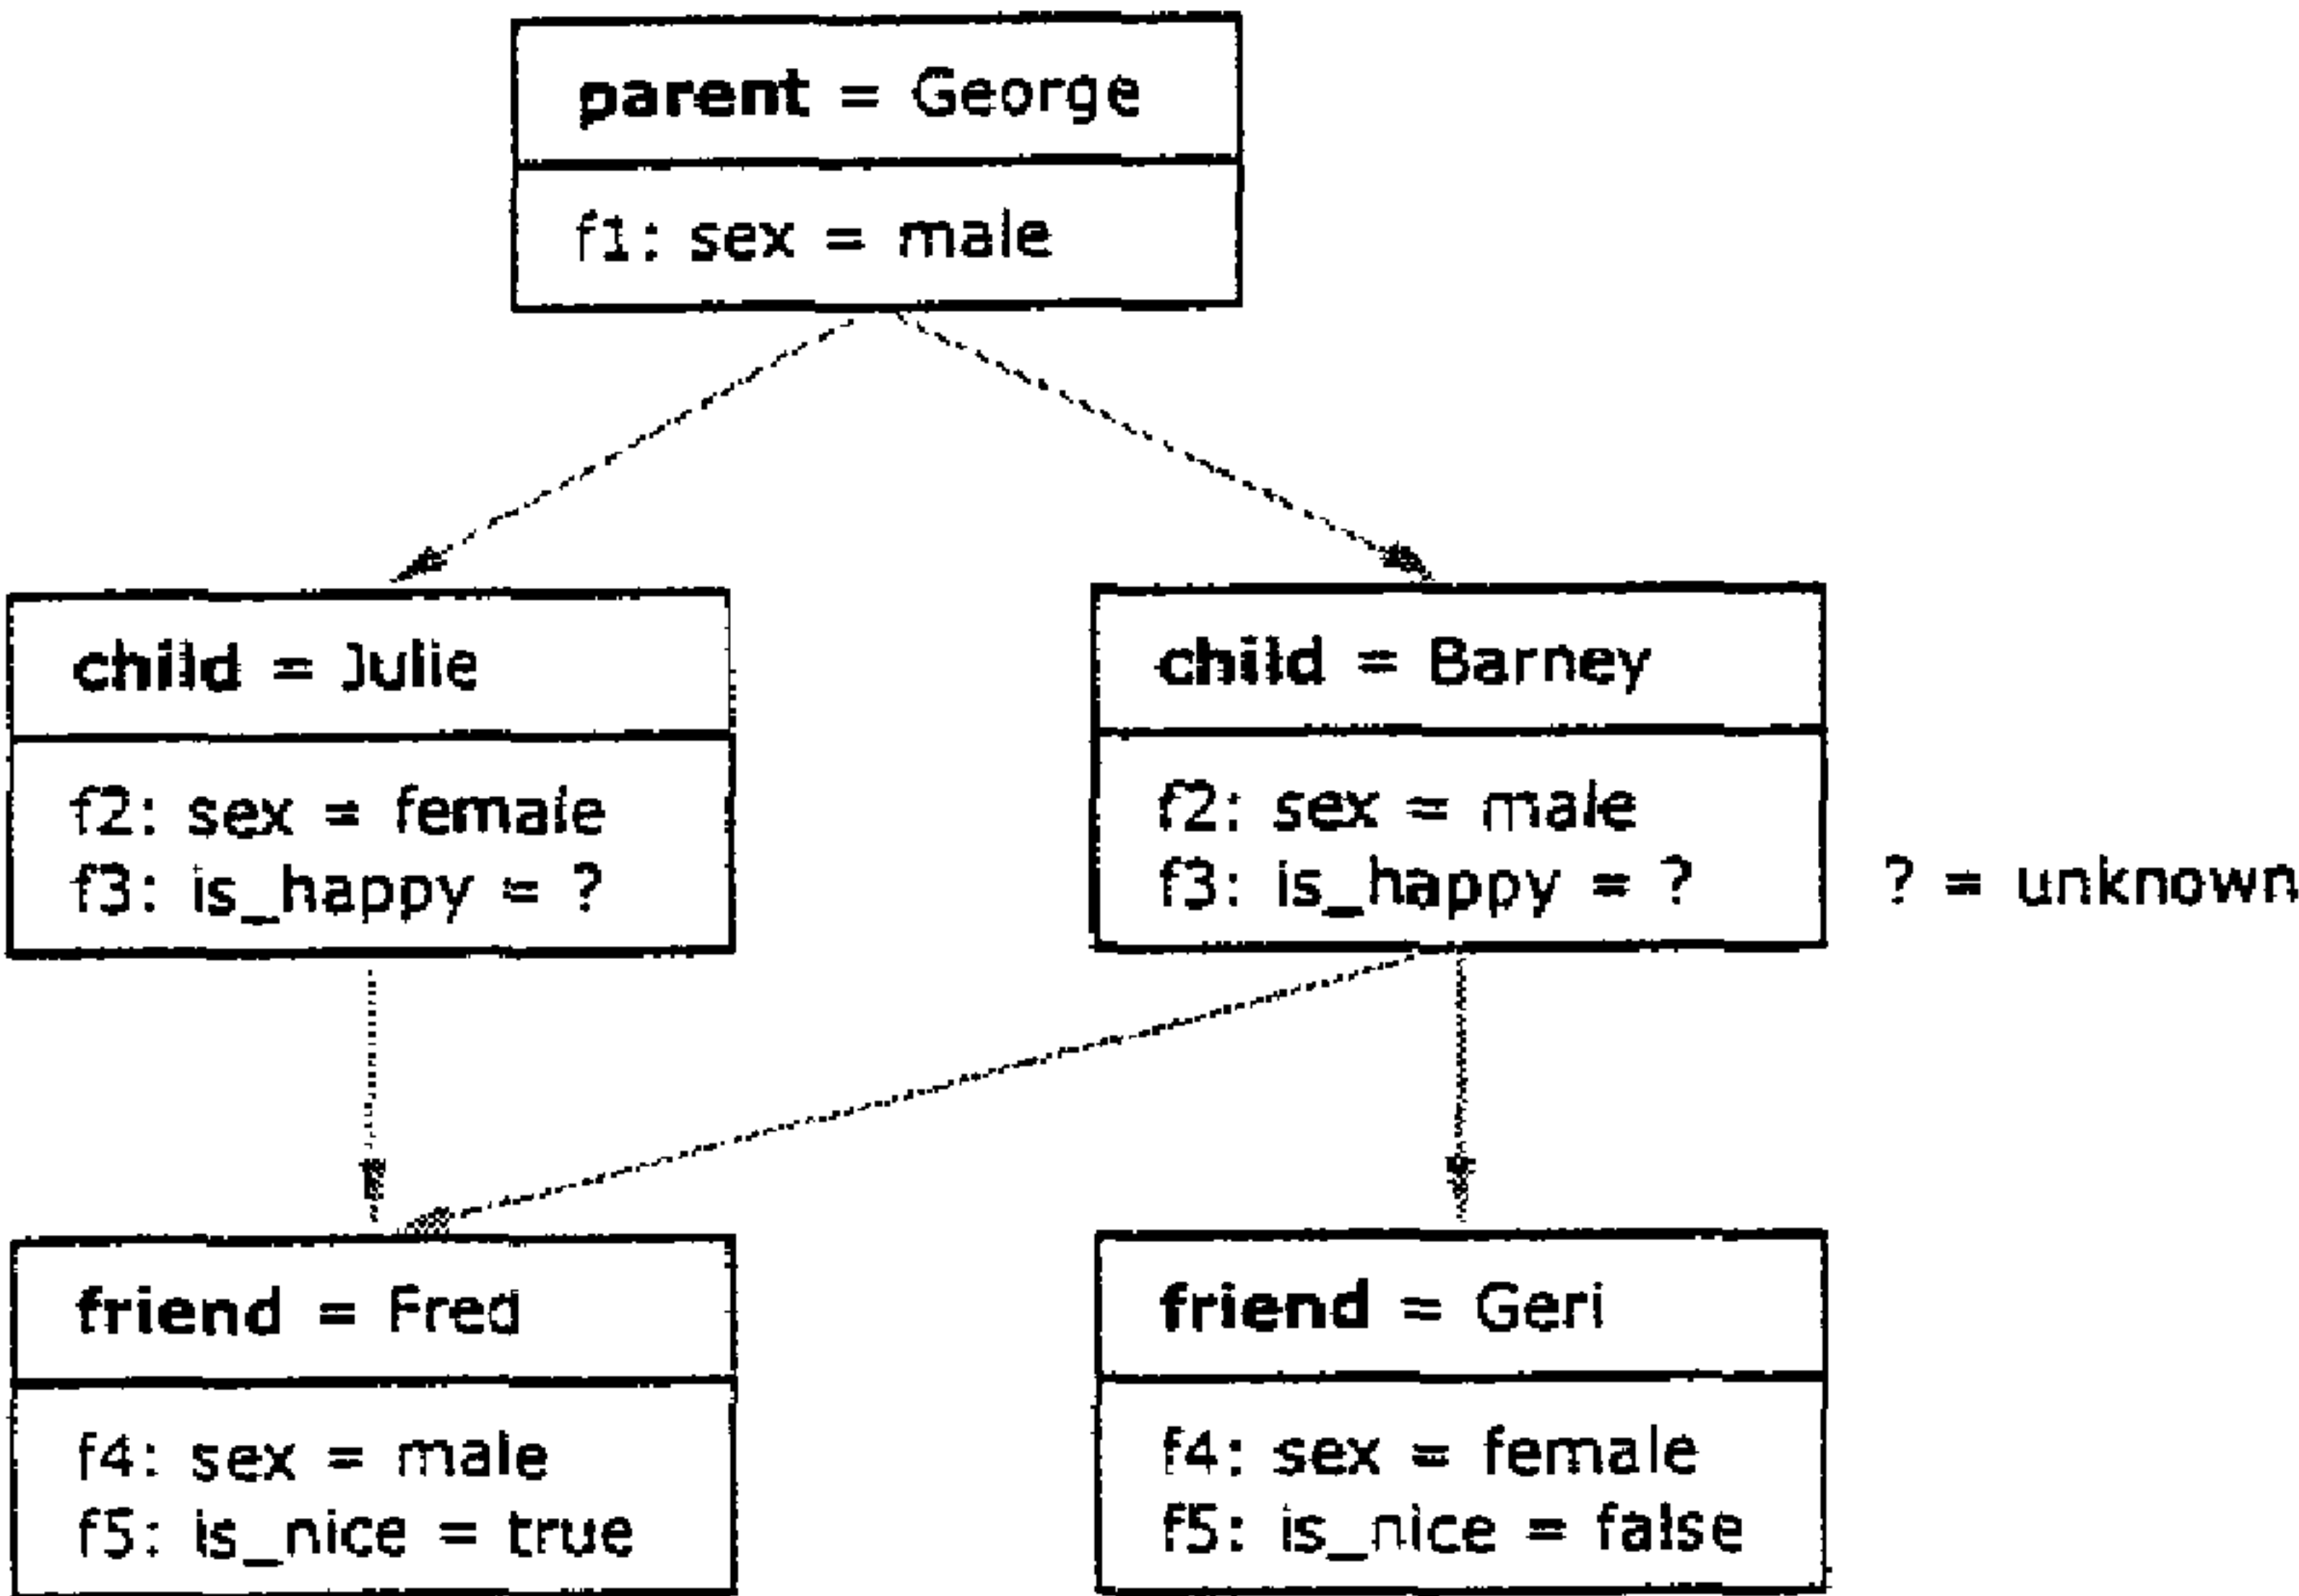 parent = George
f1: sex = male
child = Julie
f2: sex = female
f3: is_happy = ?
child = Barney
f2: sex = male
f3: is_happy = ?
? = unknown
friend = Fred
f4: sex = male
f5: is_nice = true
friend = Geri
f4: sex = female
f5: is_nice = false